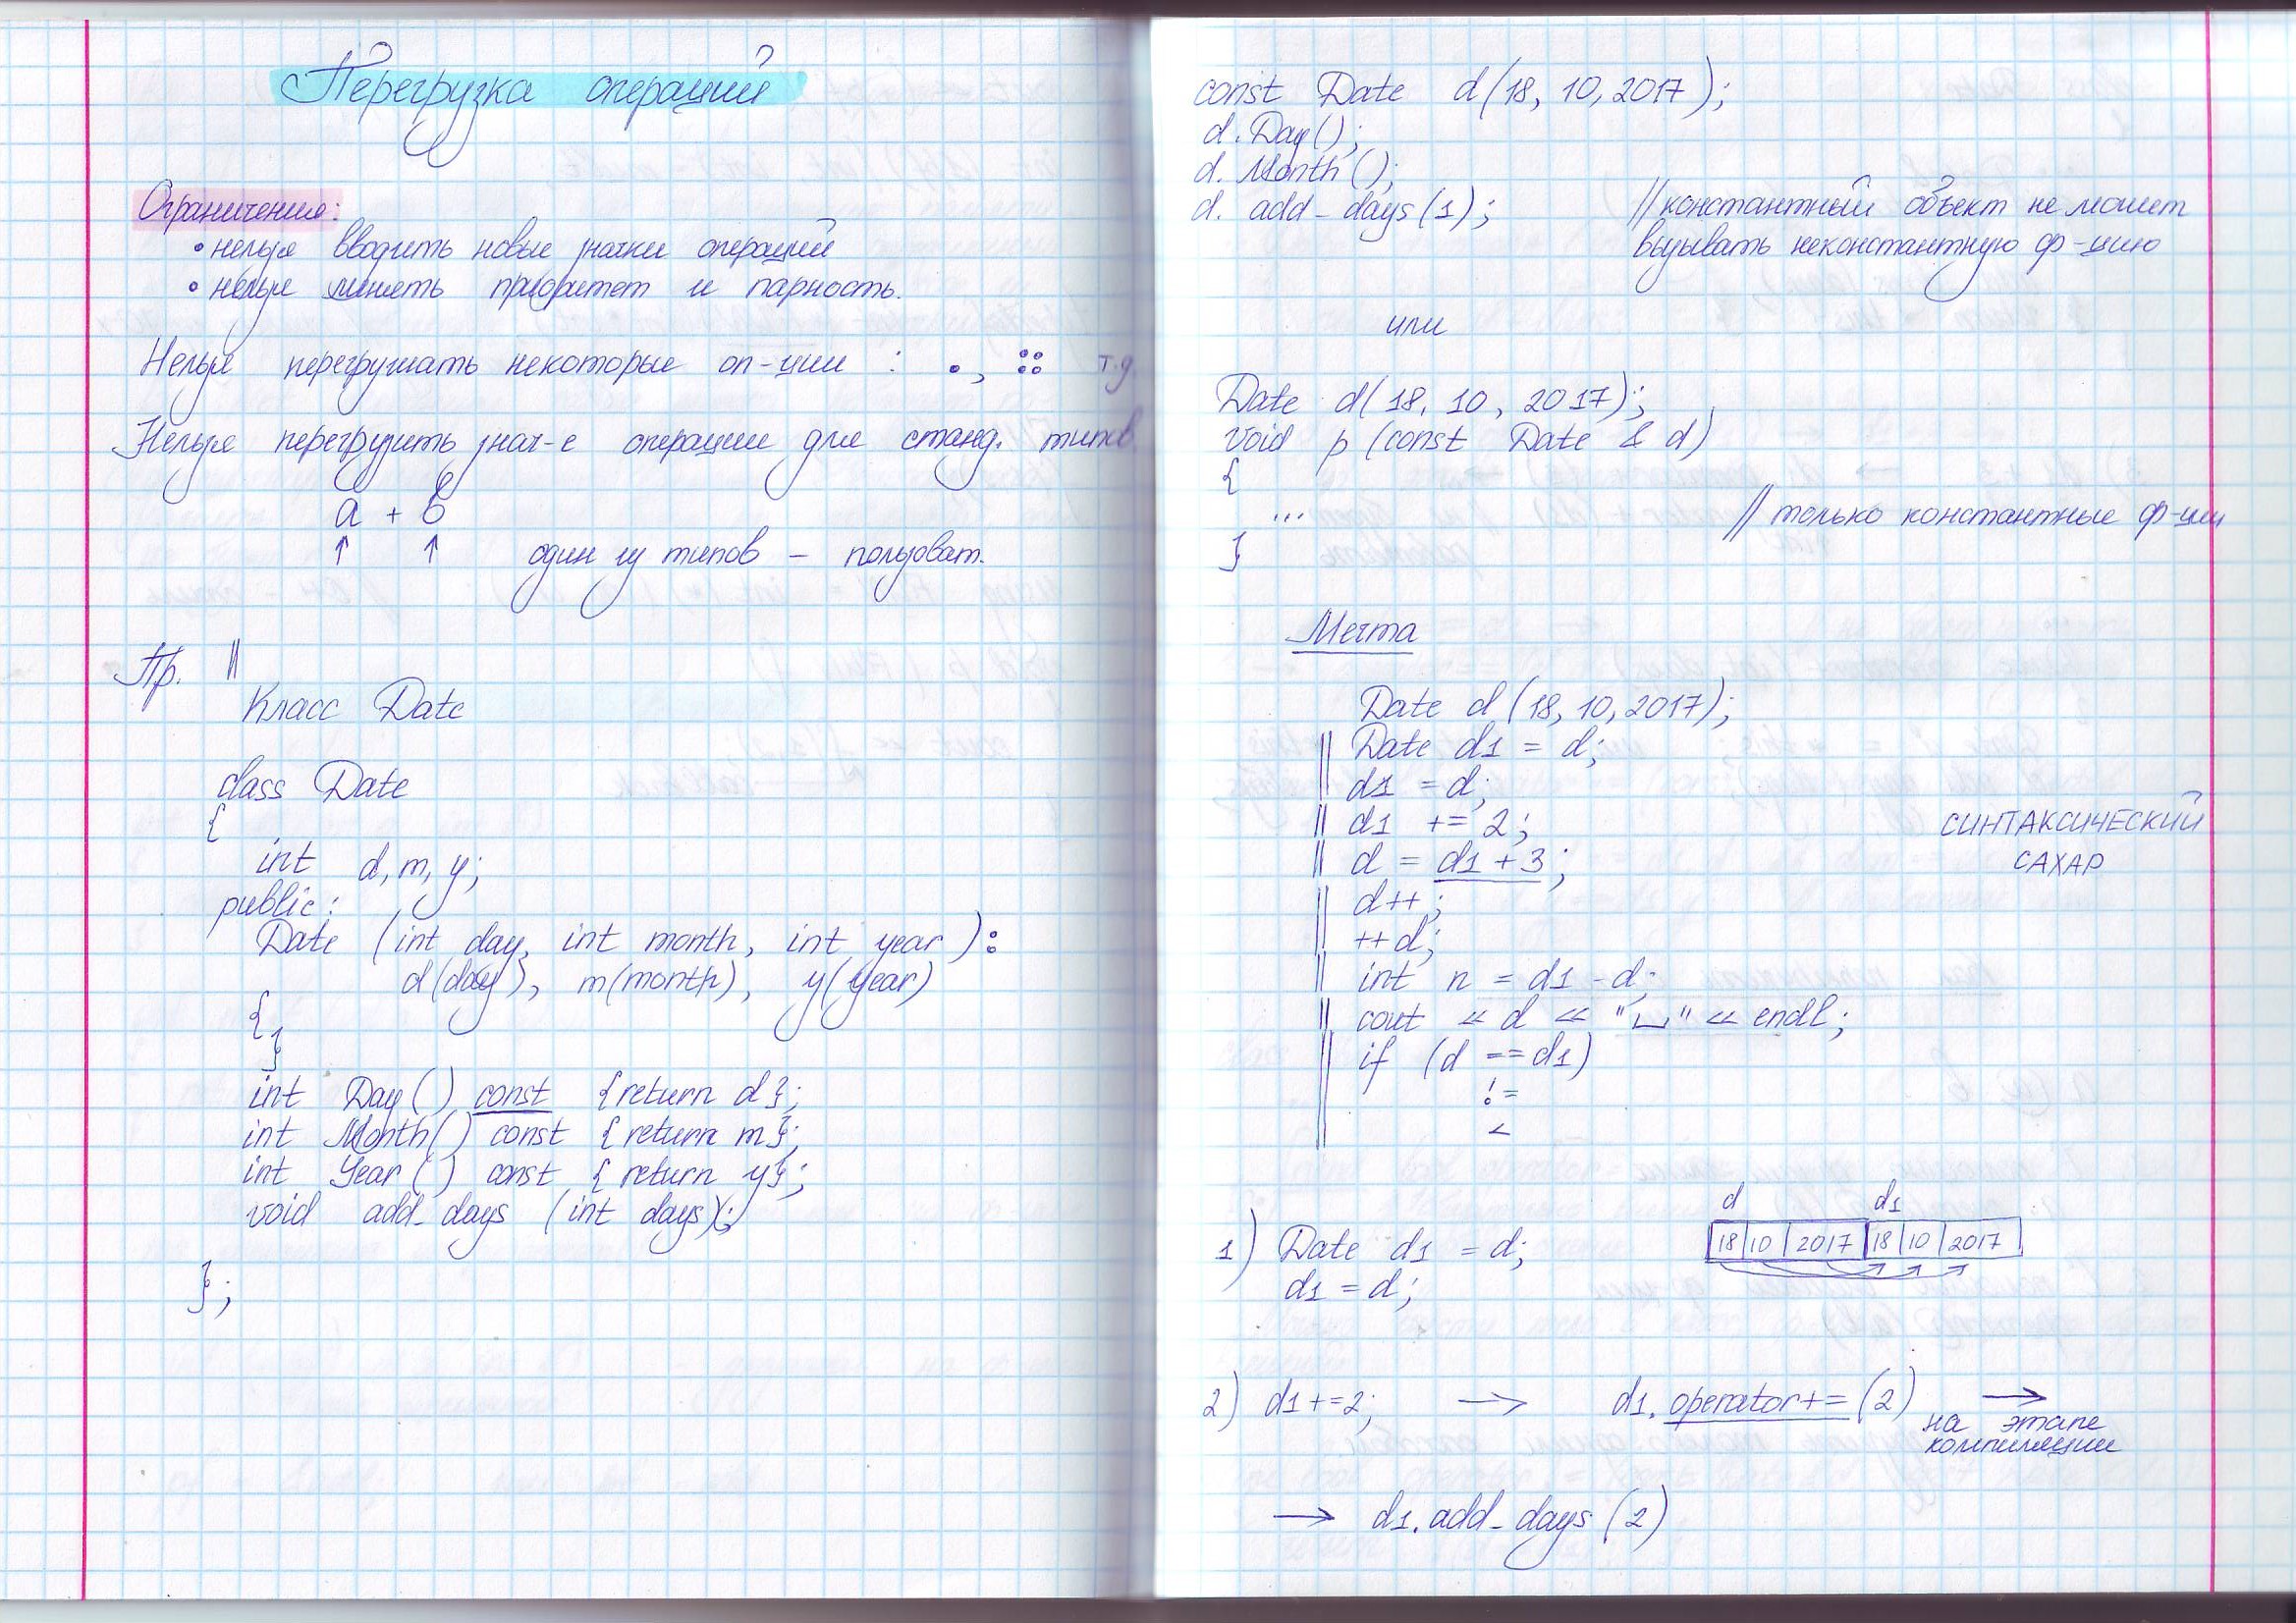 Перегрузка операций
Ограничения:
• нельзя вводить новые значки операций
• нельзя менять приоритет и парность.
Нельзя перегружать некоторые оп-ции : . , :: т.д.
Нельзя перегрузить знач-е операции для станд. типов.
a + b
↑ ↑ один из типов – пользоват.
Пр. ||
Класс Date
class Date
{
int d, m, y;
public:
Date (int day, int month, int year):
d(day), m(month), y(year)
{
}
int Day() const {return d};
int Month() const {return m};
int Year() const {return y};
void add_days (int days);
};
const Date d(18, 10, 2017);
d. Day();
d. Month();
d. add_days(1); // константный объект не может
вызывать неконстантную ф-цию
или
Date d(18, 10, 2017);
void p (const Date & d)
{
... // только константные ф-ции
}
Мечта
Date d (18, 10, 2017);
Date d1 = d;
d1 = d;
d1 += 2; СИНТАКСИЧЕСКИЙ
d = d1 + 3; САХАР
d++;
++d;
int n = d1 - d;
cout << d << "␣" << endl;
if (d == d1)
!=
<
d d1
1) Date d1 = d; 18 10 2017 18 10 2017
d1 = d;
2) d1 += 2; → d1. operator+= (2) →
на этапе
компиляции
→ d1. add_days (2)